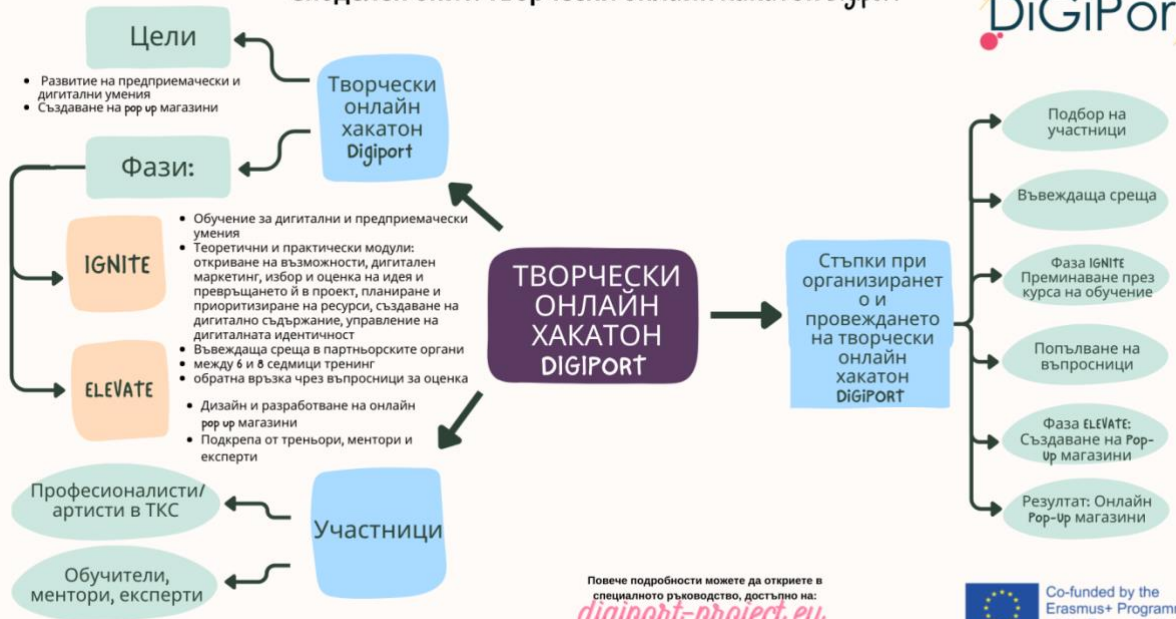 DiGiPor
Цели
Развитие на предприемачески и
дигитални умения
Създаване на pop up магазини
Творчески
онлайн
хакатон
Digiport
Фази:
IGNITE
Обучение за дигитални и предприемачески
умения
Теоретични и практически модули:
откриване на възможности, дигитален
маркетинг, избор и оценка на идея и
превръщането й в проект, планиране и
приоритизиране на ресурси, създаване на
дигитално съдържание, управление на
дигиталната идентичност
Въвеждаща среща в партньорските органи
между 6 и 8 седмици тренинг
обратна връзка чрез въпросници за оценка
ELEVATE
Дизайн и разработване на онлайн
pop up магазини
Подкрепа от треньори, ментори и
експерти
ТВОРЧЕСКИ
ОНЛАЙН
ХАКАТОН
DIGIPORT
Участници
Професионалисти/
артисти в ТКС
Обучители,
ментори, експерти
Стъпки при
организиранет
о и
провеждането
на творчески
онлайн
хакатон
DiGiPORT
Подбор на
участници
Въвеждаща среща
Фаза IGNITE
Преминаване през
курса на обучение
Попълване на
въпросници
Фаза ELEVATE:
Създаване на Pop-
Up магазини
Резултат: Онлайн
Pop-Up магазини
Повече подробности можете да откриете в
специалното ръководство, достъпно на:
digiport-project.eu
Co-funded by the
Erasmus+ Programm